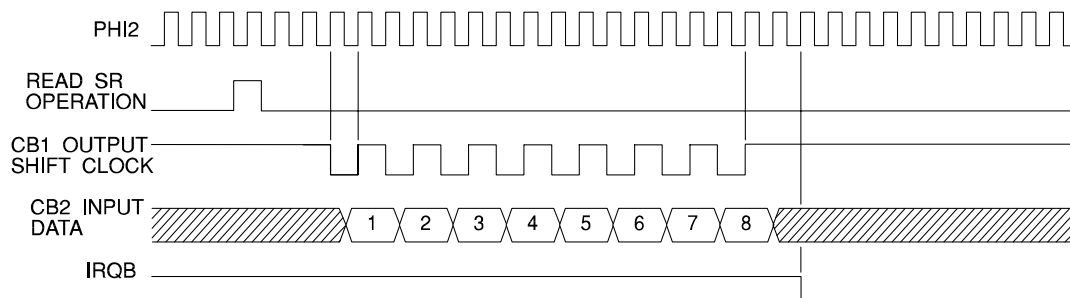 PHI2
READ SR
OPERATION
CB1 OUTPUT
SHIFT CLOCK
CB2 INPUT
DATA
1 2 3 4 5 6 7 8
IRQB